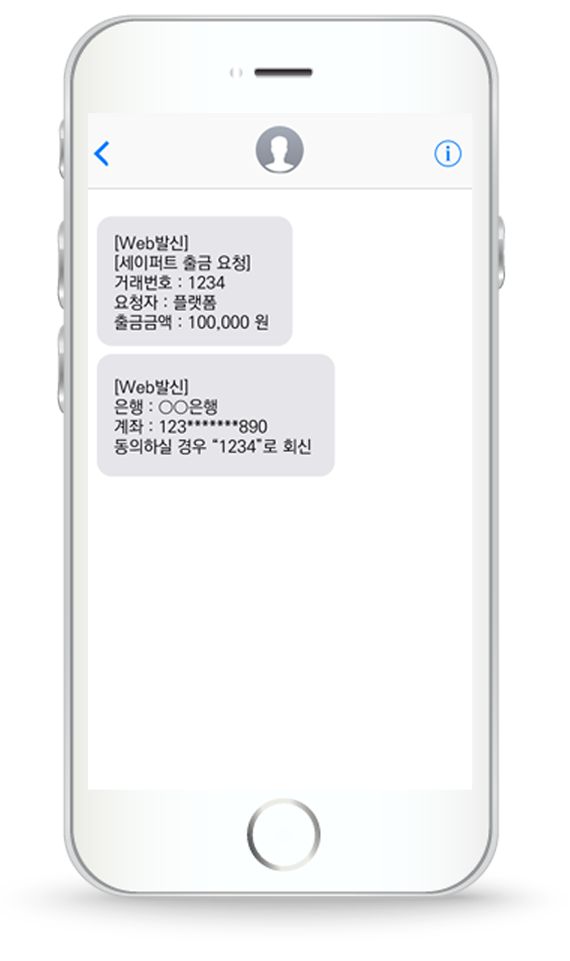 [Web발신]
[세이퍼트 출금 요청]
거래번호 : 1234
요청자 : 플랫폼
출금금액 : 100,000 원
[Web발신]
은행 : ○○은행
계좌 : 123*******890
동의하실 경우 “1234”로 회신